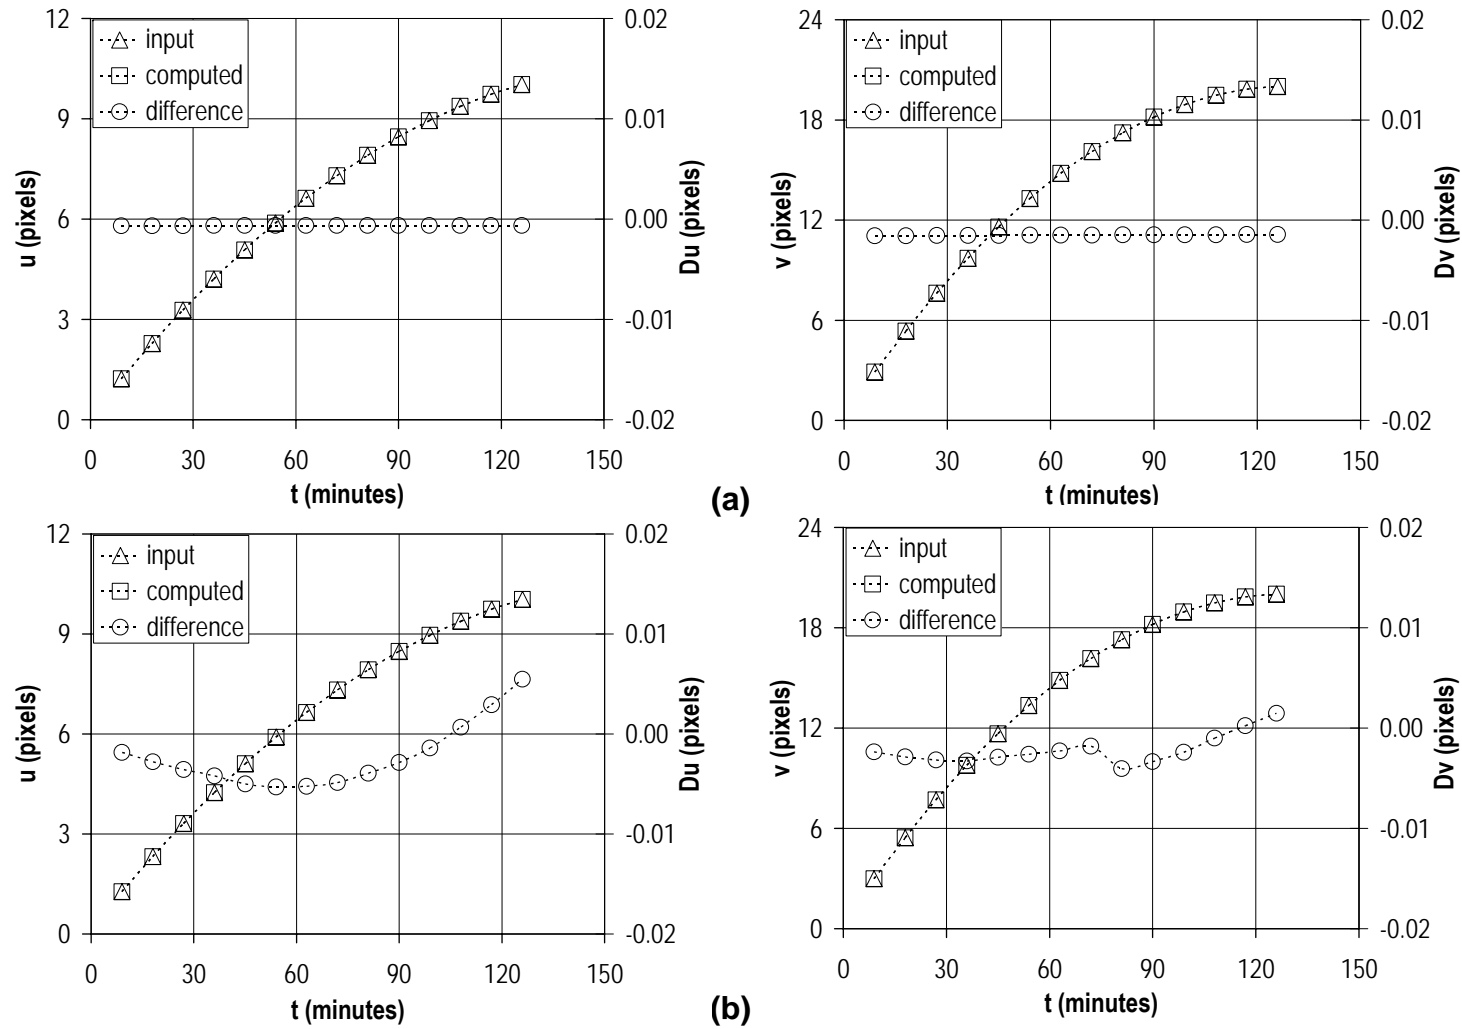 12
9
6
3
0
u (pixels)
input
computed
difference
0.02
0.01
0.00
-0.01
-0.02
Du (pixels)
0 30 60 90 120 150
t (minutes)
24
18
12
6
0
v (pixels)
input
computed
difference
0.02
0.01
0.00
-0.01
-0.02
Dv (pixels)
0 30 60 90 120 150
t (minutes)
(a)
12
9
6
3
0
u (pixels)
input
computed
difference
0.02
0.01
0.00
-0.01
-0.02
Du (pixels)
0 30 60 90 120 150
t (minutes)
24
18
12
6
0
v (pixels)
input
computed
difference
0.02
0.01
0.00
-0.01
-0.02
Dv (pixels)
0 30 60 90 120 150
t (minutes)
(b)